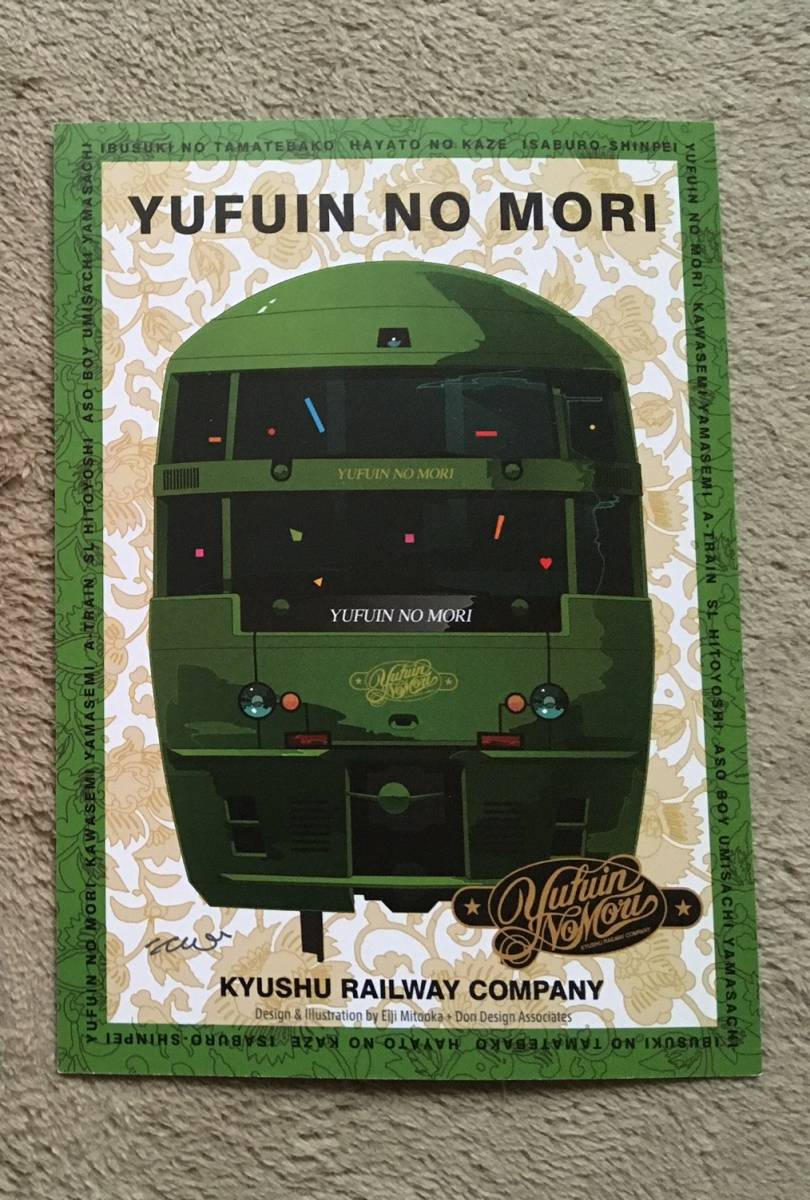 IBUSUKI NO TAMATEBAKO HAYATO NO KAZE ISABURO-SHINPEI
YUFUIN NO MORI KAWASEMI YAMASEMI A-TRAIN SL HITOYOSHI ASO BOY UMISACHI YAMASACHI
YUFUIN NO MORI
YUFUIN NO MORI
YUFUIN NO MORI
Yufuin
NoMori
Yufuin
NoMori
KYUSHU RAILWAY COMPANY
KYUSHU RAILWAY COMPANY
Design & Illustration by Eiji Mitooka + Don Design Associates
IBUSUKI NO TAMATEBAKO HAYATO NO KAZE ISABURO-SHINPEI
YUFUIN NO MORI KAWASEMI YAMASEMI A-TRAIN SL HITOYOSHI ASO BOY UMISACHI YAMASACHI